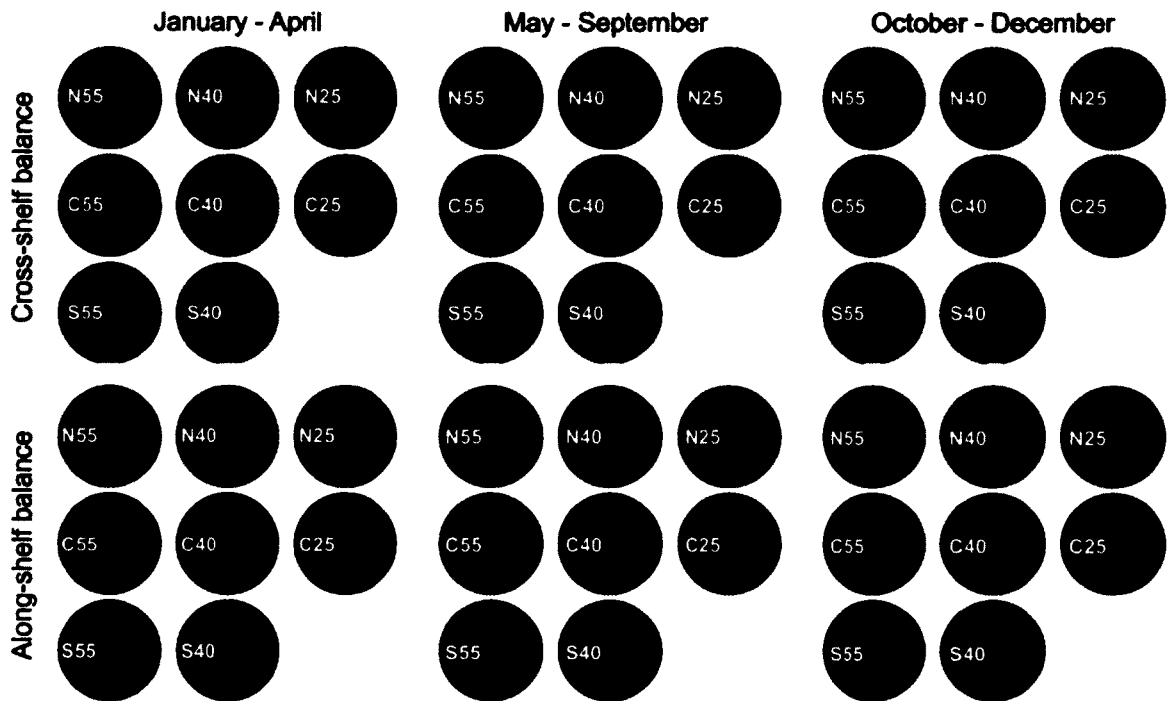 January - April May - September October - December
Cross-shelf balance
N55 N40 N25 N55 N40 N25 N55 N40 N25
C55 C40 C25 C55 C40 C25 C55 C40 C25
S55 S40 S55 S40 S55 S40
Along-shelf balance
N55 N40 N25 N55 N40 N25 N55 N40 N25
C55 C40 C25 C55 C40 C25 C55 C40 C25
S55 S40 S55 S40 S55 S40